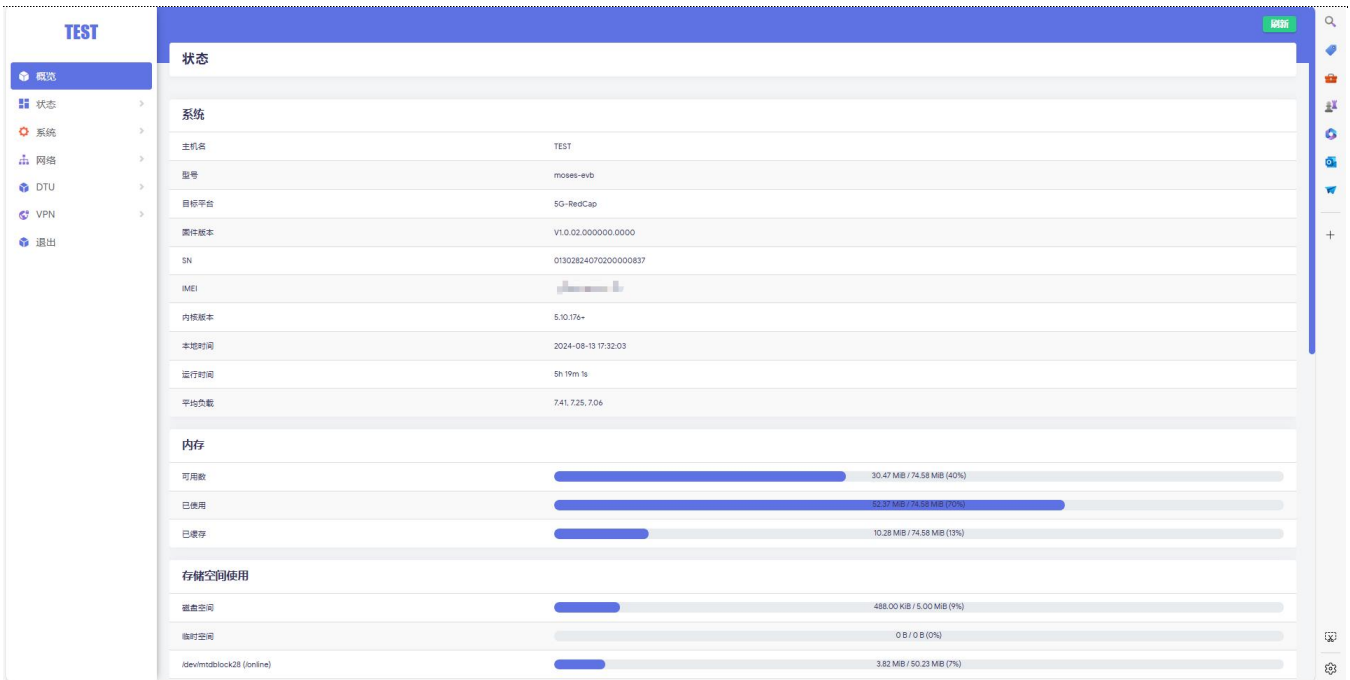 TEST
刷新
状态
概览
状态
系统
网络
DTU
VPN
退出
系统
主机名 TEST
型号 moses-evb
目标平台 5G-RedCap
固件版本 V1.0.02.000000.0000
SN 01302824070200000837
IMEI
内核版本 5.10.176+
本地时间 2024-08-13 17:32:03
运行时间 5h 19m 1s
平均负载 7.41, 7.25, 7.06
内存
可用数 30.47 MiB / 74.58 MiB (40%)
已使用 52.37 MiB / 74.58 MiB (70%)
已缓存 10.28 MiB / 74.58 MiB (13%)
存储空间使用
磁盘空间 488.00 KiB / 5.00 MiB (9%)
临时空间 0 B / 0 B (0%)
/dev/mtdblock28 (/online) 3.82 MiB / 50.23 MiB (7%)